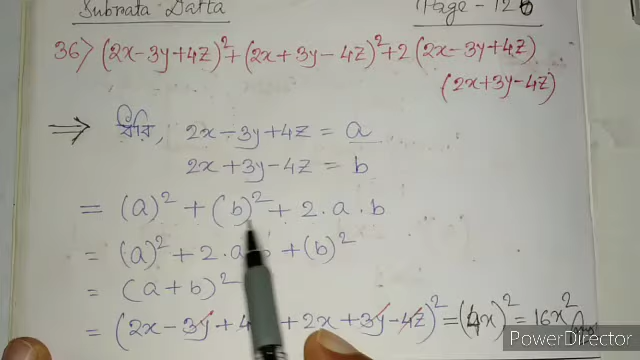 Subrata Datta Page - 126
36> (2x-3y+4z)² + (2x+3y-4z)² + 2 (2x-3y+4z)
(2x+3y-4z)
⇒ ধরি, 2x-3y+4z = a
2x+3y-4z = b
= (a)² + (b)² + 2·a·b
= (a)² + 2·a + (b)²
= (a+b)²
= (2x-3y+4 +2x+3y-4z)² = (4x)² = 16x²
PowerDirector